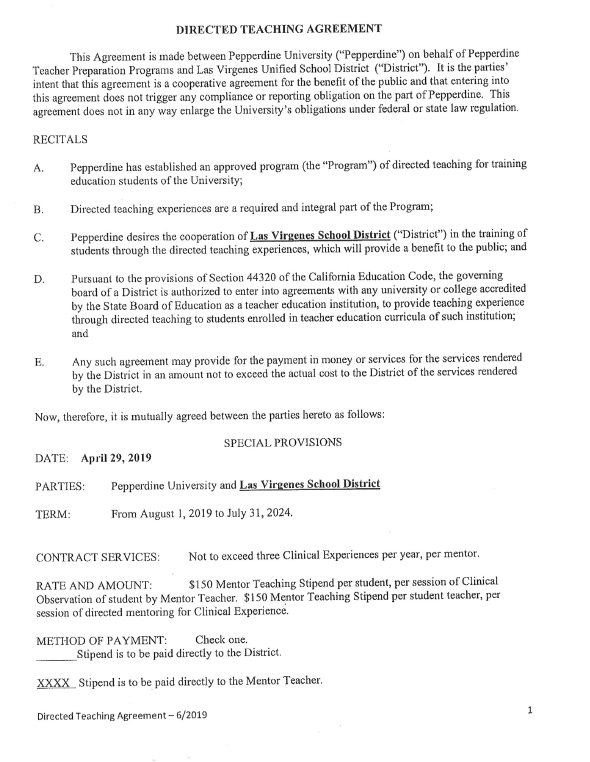 DIRECTED TEACHING AGREEMENT
This Agreement is made between Pepperdine University ("Pepperdine") on behalf of Pepperdine
Teacher Preparation Programs and Las Virgenes Unified School District ("District"). It is the parties'
intent that this agreement is a cooperative agreement for the benefit of the public and that entering into
this agreement does not trigger any compliance or reporting obligation on the part of Pepperdine. This
agreement does not in any way enlarge the University's obligations under federal or state law regulation.
RECITALS
A. Pepperdine has established an approved program (the "Program") of directed teaching for training
education students of the University;
B. Directed teaching experiences are a required and integral part of the Program;
C. Pepperdine desires the cooperation of Las Virgenes School District ("District") in the training of
students through the directed teaching experiences, which will provide a benefit to the public; and
D. Pursuant to the provisions of Section 44320 of the California Education Code, the governing
board of a District is authorized to enter into agreements with any university or college accredited
by the State Board of Education as a teacher education institution, to provide teaching experience
through directed teaching to students enrolled in teacher education curricula of such institution;
and
E. Any such agreement may provide for the payment in money or services for the services rendered
by the District in an amount not to exceed the actual cost to the District of the services rendered
by the District.
Now, therefore, it is mutually agreed between the parties hereto as follows:
SPECIAL PROVISIONS
DATE: April 29, 2019
PARTIES: Pepperdine University and Las Virgenes School District
TERM: From August 1, 2019 to July 31, 2024.
CONTRACT SERVICES: Not to exceed three Clinical Experiences per year, per mentor.
RATE AND AMOUNT: $150 Mentor Teaching Stipend per student, per session of Clinical
Observation of student by Mentor Teacher. $150 Mentor Teaching Stipend per student teacher, per
session of directed mentoring for Clinical Experience.
METHOD OF PAYMENT: Check one.
_______Stipend is to be paid directly to the District.
XXXX_ Stipend is to be paid directly to the Mentor Teacher.
Directed Teaching Agreement – 6/2019
1